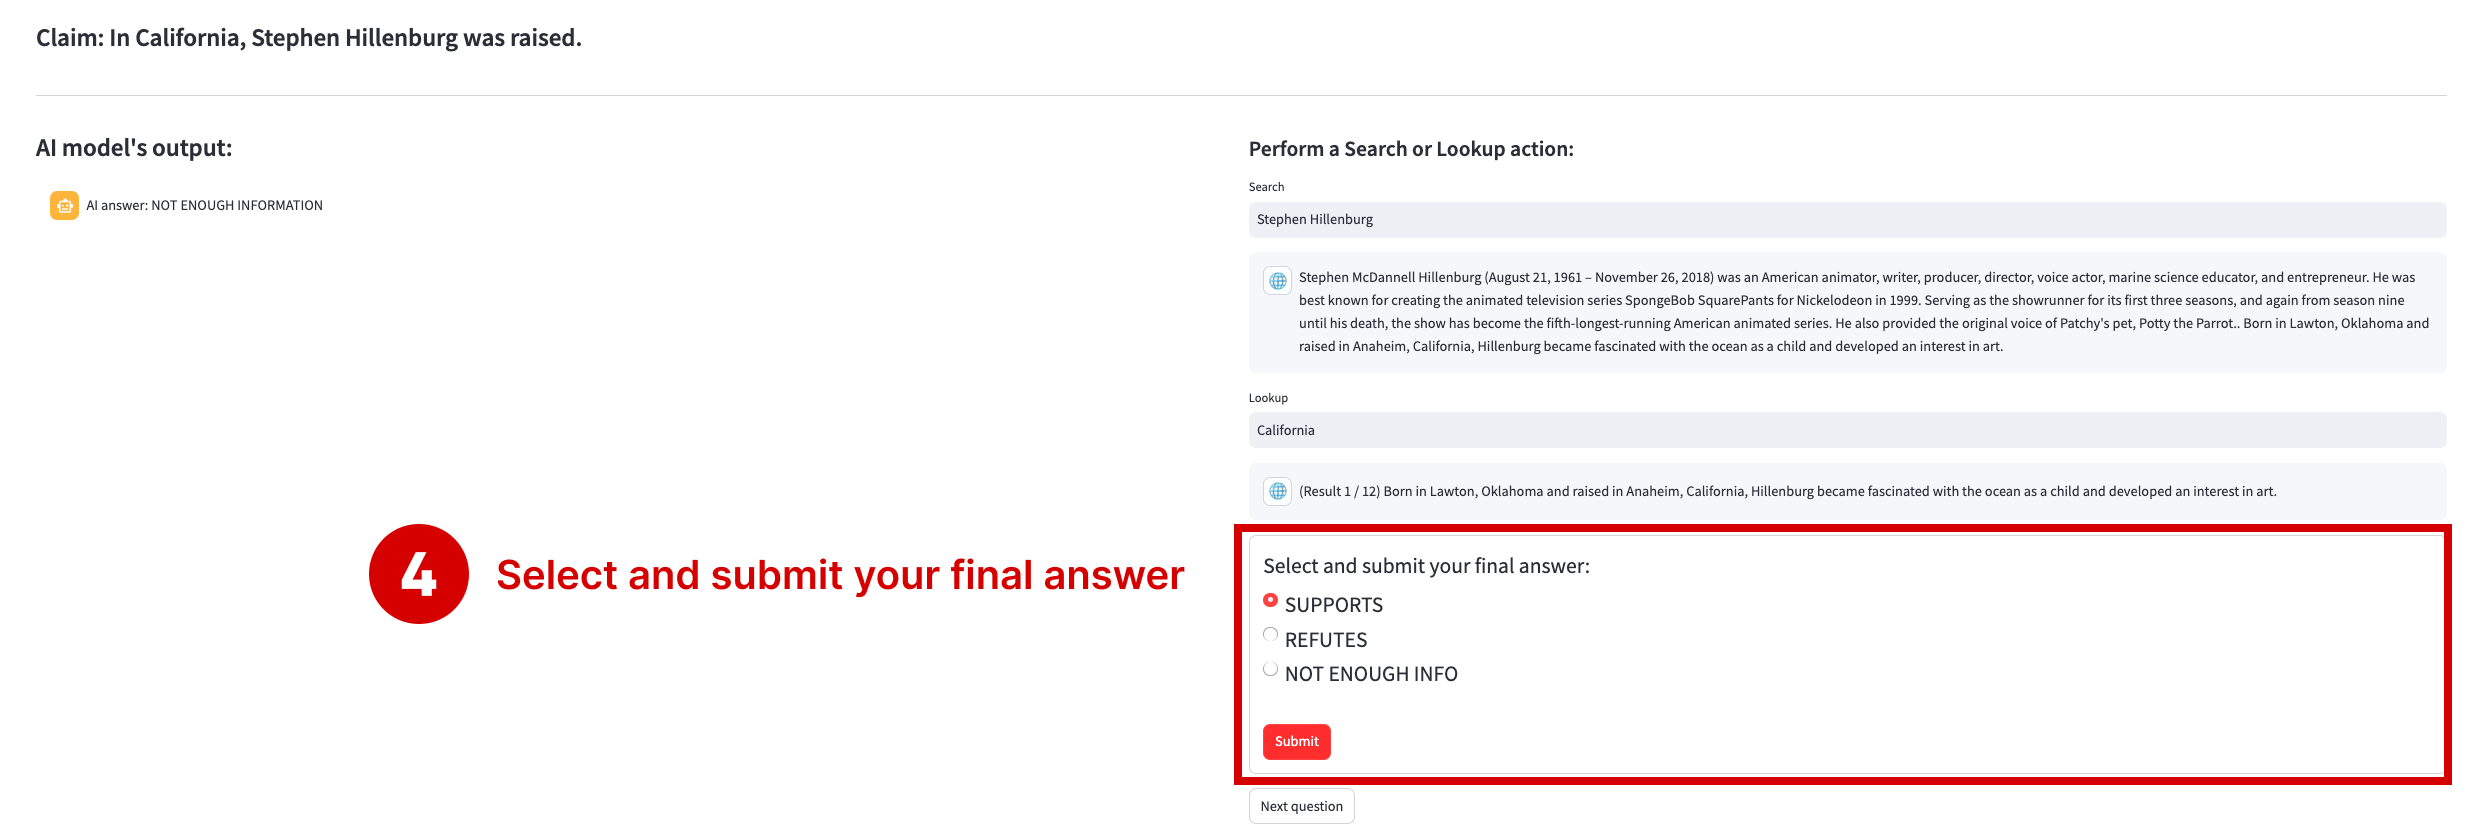 Claim: In California, Stephen Hillenburg was raised.
AI model's output:
AI answer: NOT ENOUGH INFORMATION
Perform a Search or Lookup action:
Search
Stephen Hillenburg
Stephen McDannell Hillenburg (August 21, 1961 – November 26, 2018) was an American animator, writer, producer, director, voice actor, marine science educator, and entrepreneur. He was
best known for creating the animated television series SpongeBob SquarePants for Nickelodeon in 1999. Serving as the showrunner for its first three seasons, and again from season nine
until his death, the show has become the fifth-longest-running American animated series. He also provided the original voice of Patchy's pet, Potty the Parrot.. Born in Lawton, Oklahoma and
raised in Anaheim, California, Hillenburg became fascinated with the ocean as a child and developed an interest in art.
Lookup
California
(Result 1 / 12) Born in Lawton, Oklahoma and raised in Anaheim, California, Hillenburg became fascinated with the ocean as a child and developed an interest in art.
4 Select and submit your final answer
Select and submit your final answer:
SUPPORTS
REFUTES
NOT ENOUGH INFO
Submit
Next question